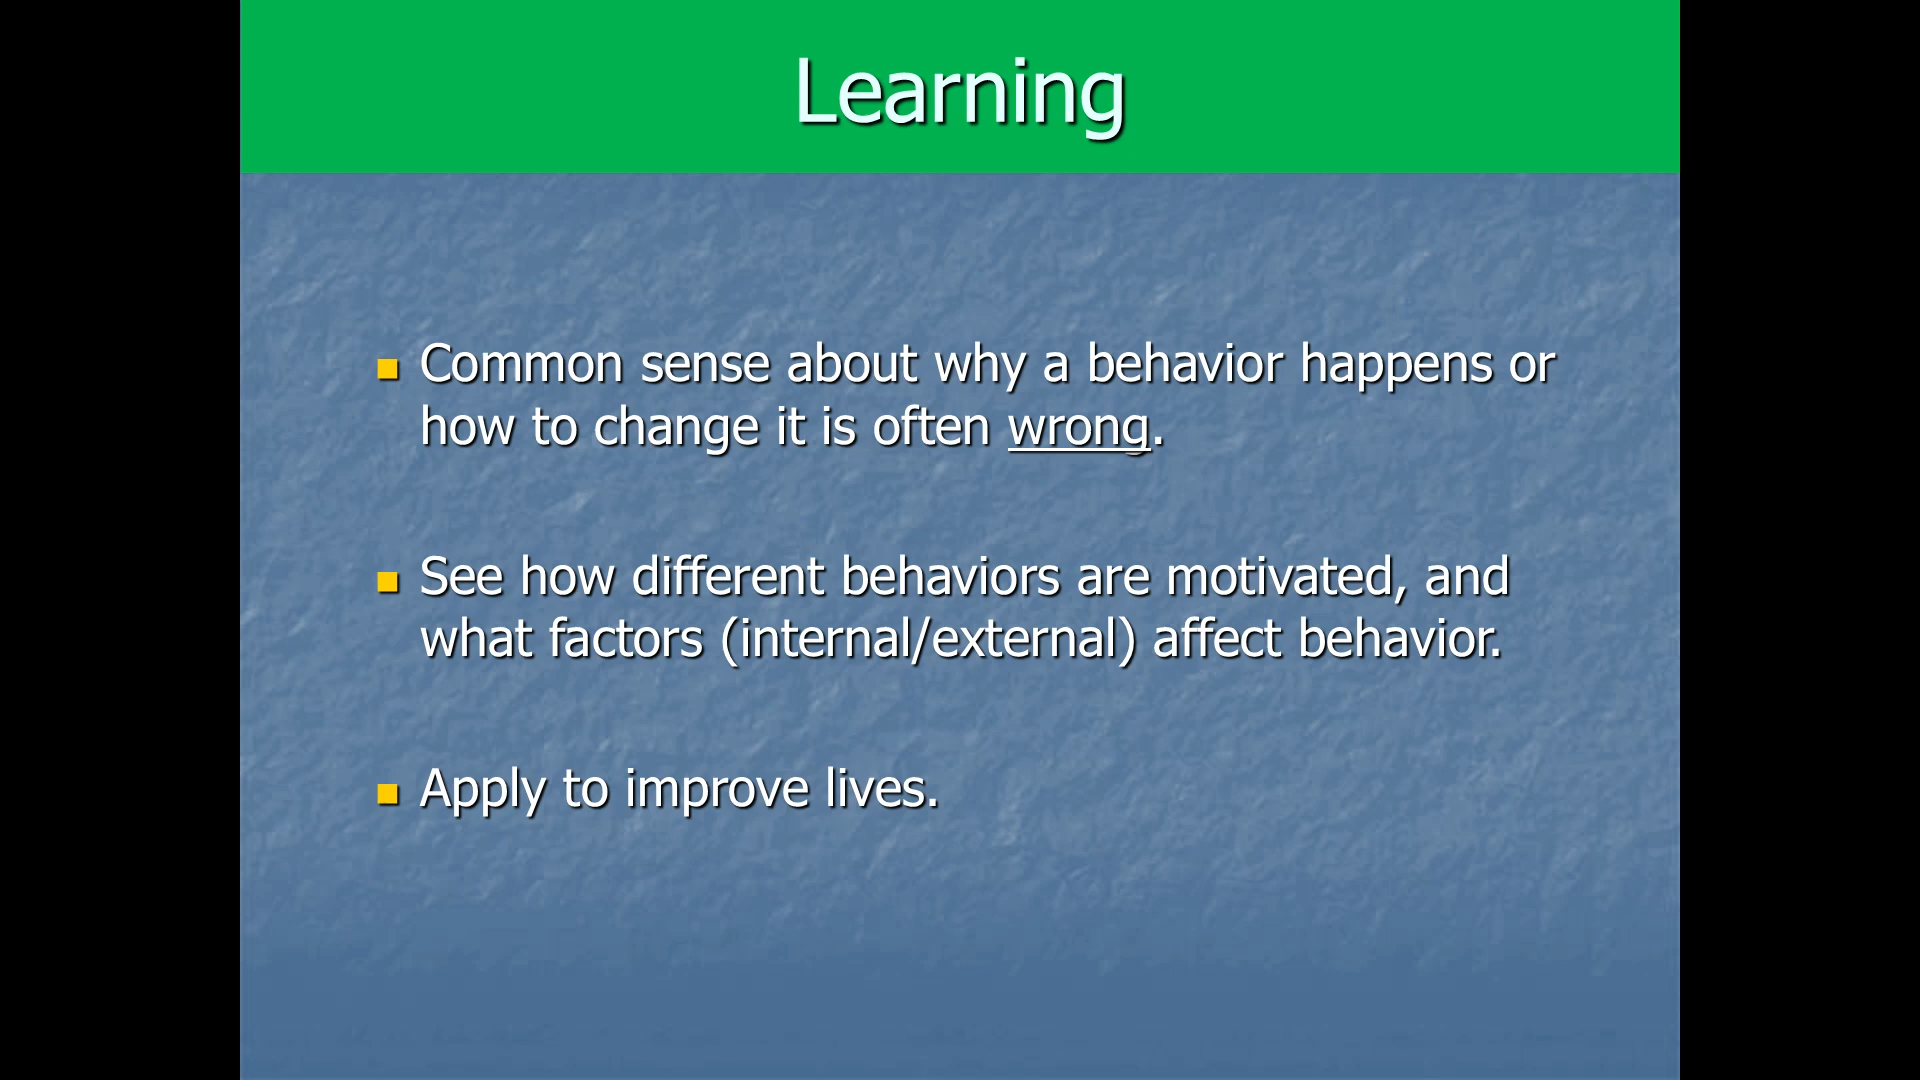 Learning
Common sense about why a behavior happens or
how to change it is often wrong.
See how different behaviors are motivated, and
what factors (internal/external) affect behavior.
Apply to improve lives.